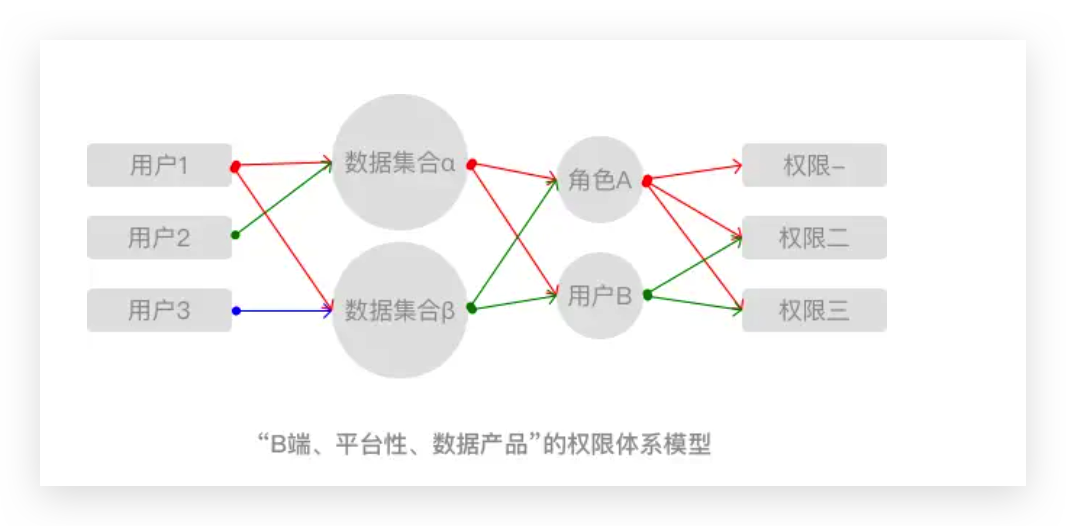 用户1
数据集合α
角色A
权限–
用户2
权限二
用户3
数据集合β
用户B
权限三
“B端、平台性、数据产品”的权限体系模型